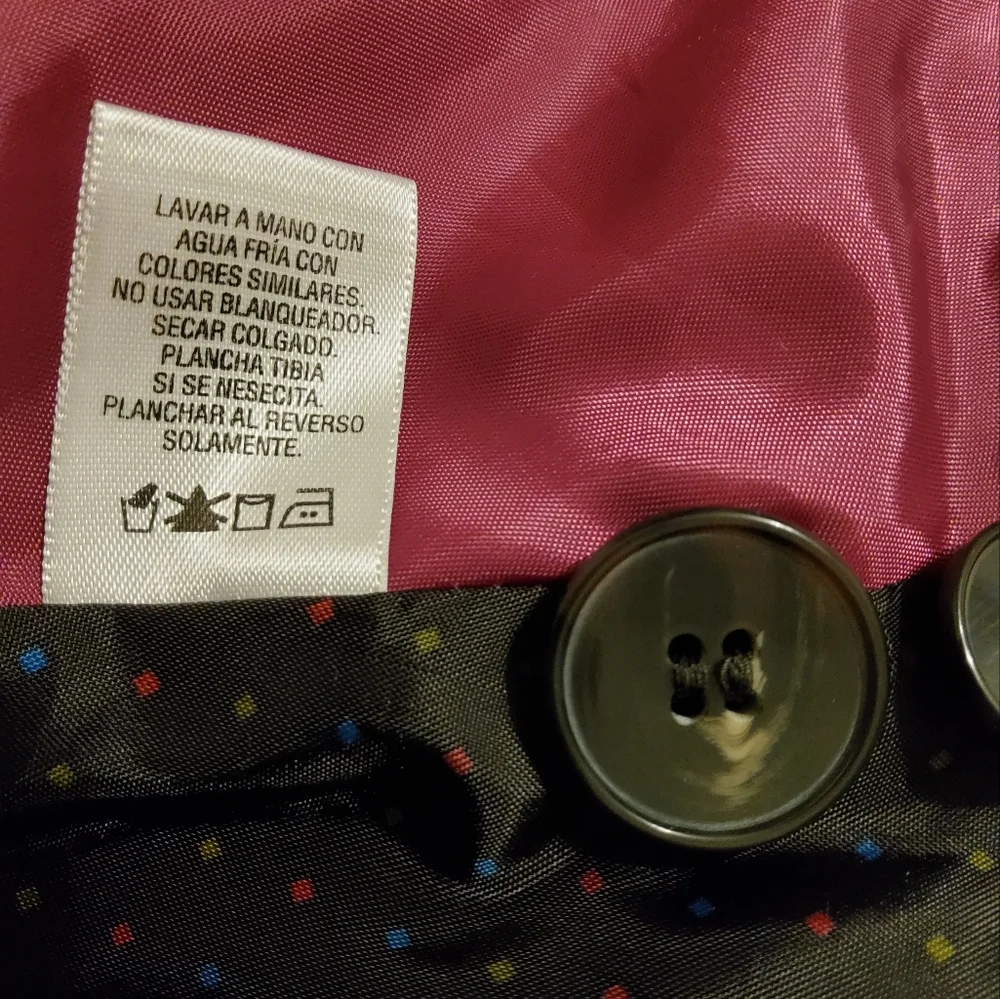 LAVAR A MANO CON
AGUA FRÍA CON
COLORES SIMILARES.
NO USAR BLANQUEADOR.
SECAR COLGADO.
PLANCHA TIBIA
SI SE NESECITA.
PLANCHAR AL REVERSO
SOLAMENTE.